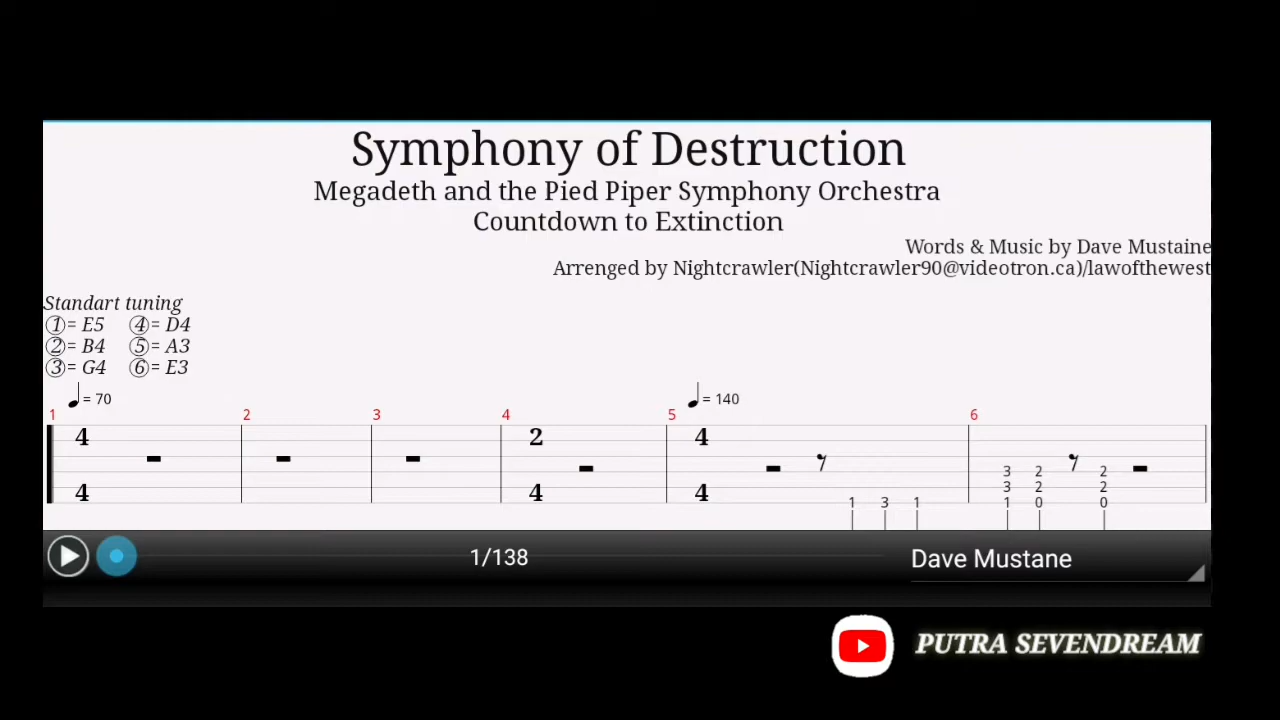 Symphony of Destruction
Megadeth and the Pied Piper Symphony Orchestra
Countdown to Extinction
Words & Music by Dave Mustaine
Arranged by Nightcrawler(Nightcrawler90@videotron.ca)/lawofthewest
Standart tuning
①= E5 ④= D4
②= B4 ⑤= A3
③= G4 ⑥= E3
♩ = 70 ♩ = 140
1 2 3 4 5 6
4 2 4
3 2 2
3 2 2
4 4 4
1 3 1 1 0 0
1/138
Dave Mustane
PUTRA SEVENDREAM